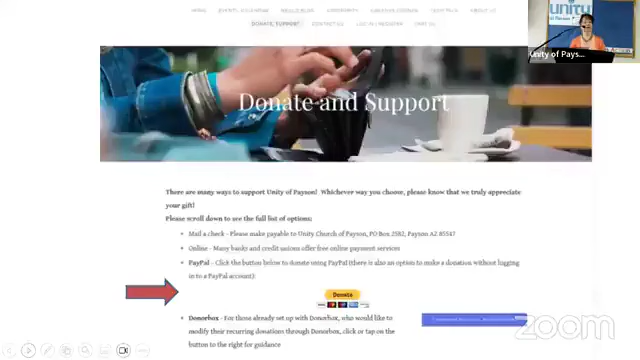 HOME EVENTS CALENDAR COMMUNITY ABOUT US
DONATE, SUPPORT CONTACT US LOG IN / REGISTER
unity
Unity of Pays...
Donate and Support
There are many ways to support Unity of Payson! Whichever way you choose, please know that we truly appreciate
your gift!
Please scroll down to see the full list of options:
• Mail a check - Please make payable to Unity Church of Payson, PO Box 2582, Payson AZ 85547
• Online - Many banks and credit unions offer free online payment services
• PayPal - Click the button below to donate using PayPal (there is also an option to make a donation without logging
in to a PayPal account):
Donate
• Donorbox - For those already set up with Donorbox, who would like to
modify their recurring donations through Donorbox, click or tap on the
button to the right for guidance
zoom